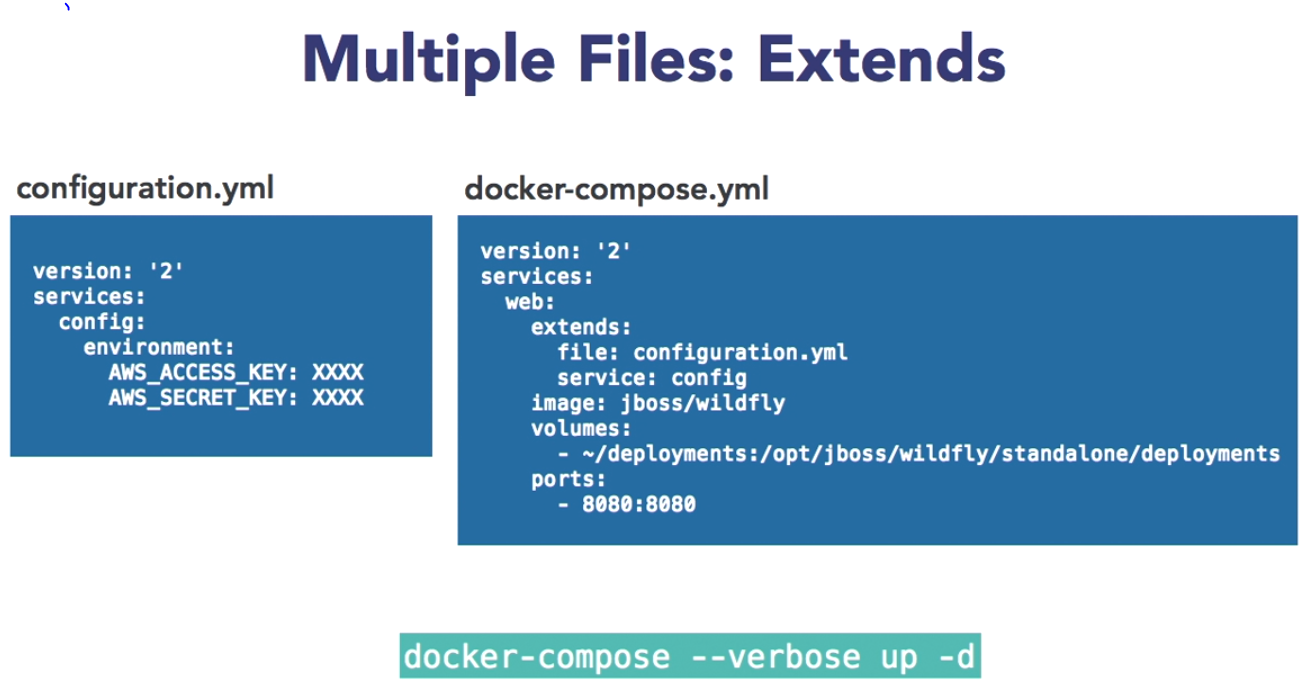 Multiple Files: Extends
configuration.yml
version: '2'
services:
  config:
    environment:
      AWS_ACCESS_KEY: XXXX
      AWS_SECRET_KEY: XXXX
docker-compose.yml
version: '2'
services:
  web:
    extends:
      file: configuration.yml
      service: config
    image: jboss/wildfly
    volumes:
      - ~/deployments:/opt/jboss/wildfly/standalone/deployments
    ports:
      - 8080:8080
docker-compose --verbose up -d